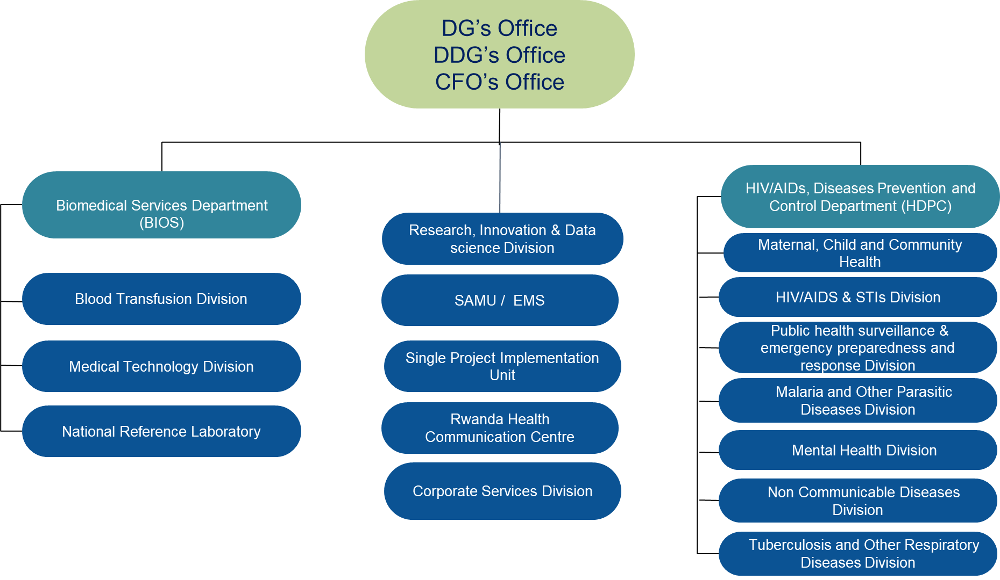 DG’s Office
DDG’s Office
CFO’s Office
Biomedical Services Department
(BIOS)
Blood Transfusion Division
Medical Technology Division
National Reference Laboratory
Research, Innovation & Data
science Division
SAMU /  EMS
Single Project Implementation
Unit
Rwanda Health
Communication Centre
Corporate Services Division
HIV/AIDs, Diseases Prevention and
Control Department (HDPC)
Maternal, Child and Community
Health
HIV/AIDS & STIs Division
Public health surveillance &
emergency preparedness and
response Division
Malaria and Other Parasitic
Diseases Division
Mental Health Division
Non Communicable Diseases
Division
Tuberculosis and Other Respiratory
Diseases Division